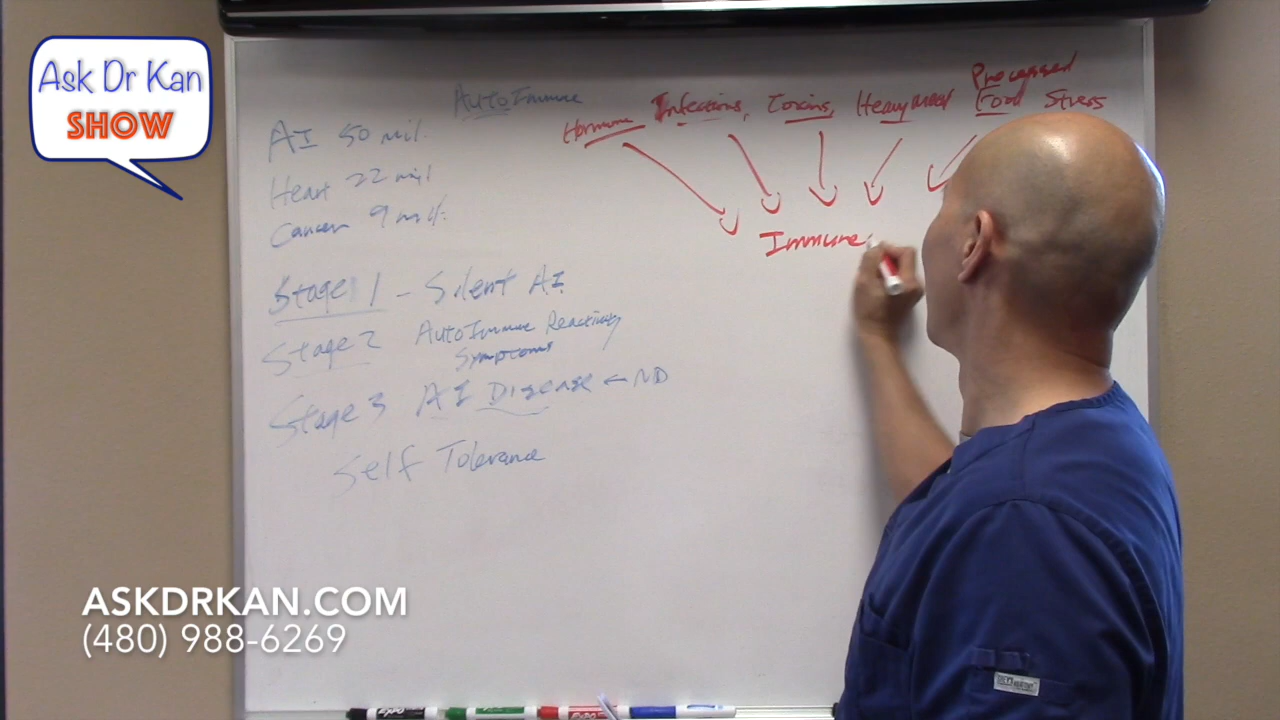 Ask Dr Kan
SHOW
AutoImmune
AI 50 mil.
Heart 22 mil
Cancer 9 mil.
Stage 1 - Silent AI
Stage 2 AutoImmune Reactivity
Symptoms
Stage 3 AI Disease ← MD
Self Tolerance
Processed
Hormone Infections, Toxins, Heavy Metal Food Stress
Immune
ASKDRKAN.COM
(480) 988-6269
expo
expo